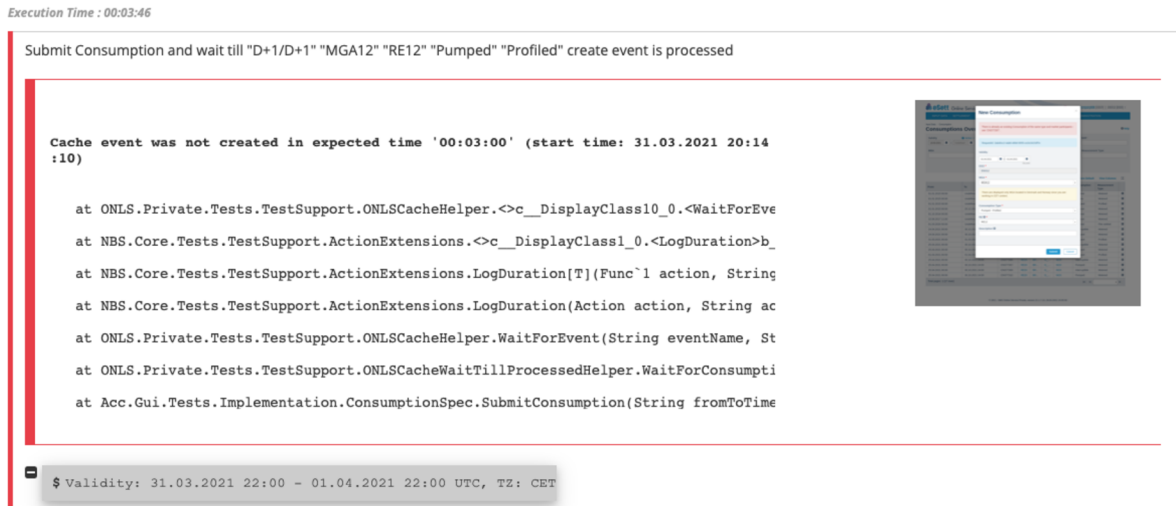 Execution Time : 00:03:46
Submit Consumption and wait till "D+1/D+1" "MGA12" "RE12" "Pumped" "Profiled" create event is processed
Cache event was not created in expected time '00:03:00' (start time: 31.03.2021 20:14
:10)
at ONLS.Private.Tests.TestSupport.ONLSCacheHelper.<>c__DisplayClass10_0.<WaitForEve
at NBS.Core.Tests.TestSupport.ActionExtensions.<>c__DisplayClass1_0.<LogDuration>b_
at NBS.Core.Tests.TestSupport.ActionExtensions.LogDuration[T](Func`1 action, String
at NBS.Core.Tests.TestSupport.ActionExtensions.LogDuration(Action action, String ac
at ONLS.Private.Tests.TestSupport.ONLSCacheHelper.WaitForEvent(String eventName, St
at ONLS.Private.Tests.TestSupport.ONLSCacheWaitTillProcessedHelper.WaitForConsumpti
at Acc.Gui.Tests.Implementation.ConsumptionSpec.SubmitConsumption(String fromToTime
New Consumption
$ Validity: 31.03.2021 22:00 - 01.04.2021 22:00 UTC, TZ: CET